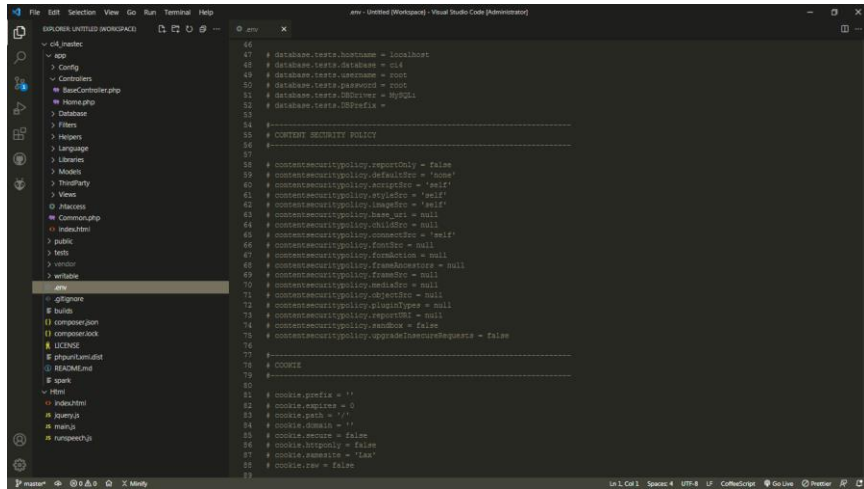 File Edit Selection View Go Run Terminal Help
.env - Untitled (Workspace) - Visual Studio Code [Administrator]
EXPLORER: UNTITLED (WORKSPACE)
.env
ci4_master
app
Config
Controllers
BaseController.php
Home.php
Database
Filters
Helpers
Language
Libraries
Models
ThirdParty
Views
.htaccess
Common.php
index.html
public
tests
vendor
writable
.env
.gitignore
builds
composer.json
composer.lock
LICENSE
phpunit.xml.dist
README.md
spark
Html
index.html
jquery.js
main.js
runspeech.js
46
47 # database.tests.hostname = localhost
48 # database.tests.database = ci4
49 # database.tests.username = root
50 # database.tests.password = root
51 # database.tests.DBDriver = MySQLi
52 # database.tests.DBPrefix =
53
54 #--------------------------------------------------------------------
55 # CONTENT SECURITY POLICY
56 #--------------------------------------------------------------------
57
58 # contentsecuritypolicy.reportOnly = false
59 # contentsecuritypolicy.defaultSrc = 'none'
60 # contentsecuritypolicy.scriptSrc = 'self'
61 # contentsecuritypolicy.styleSrc = 'self'
62 # contentsecuritypolicy.imageSrc = 'self'
63 # contentsecuritypolicy.base_uri = null
64 # contentsecuritypolicy.childSrc = null
65 # contentsecuritypolicy.connectSrc = 'self'
66 # contentsecuritypolicy.fontSrc = null
67 # contentsecuritypolicy.formAction = null
68 # contentsecuritypolicy.frameAncestors = null
69 # contentsecuritypolicy.frameSrc = null
70 # contentsecuritypolicy.mediaSrc = null
71 # contentsecuritypolicy.objectSrc = null
72 # contentsecuritypolicy.pluginTypes = null
73 # contentsecuritypolicy.reportURI = null
74 # contentsecuritypolicy.sandbox = false
75 # contentsecuritypolicy.upgradeInsecureRequests = false
76
77 #--------------------------------------------------------------------
78 # COOKIE
79 #--------------------------------------------------------------------
80
81 # cookie.prefix = ''
82 # cookie.expires = 0
83 # cookie.path = '/'
84 # cookie.domain = ''
85 # cookie.secure = false
86 # cookie.httponly = false
87 # cookie.samesite = 'Lax'
88 # cookie.raw = false
89
master* 0 0 Minify
Ln 1, Col 1 Spaces: 4 UTF-8 LF CoffeeScript Go Live Prettier